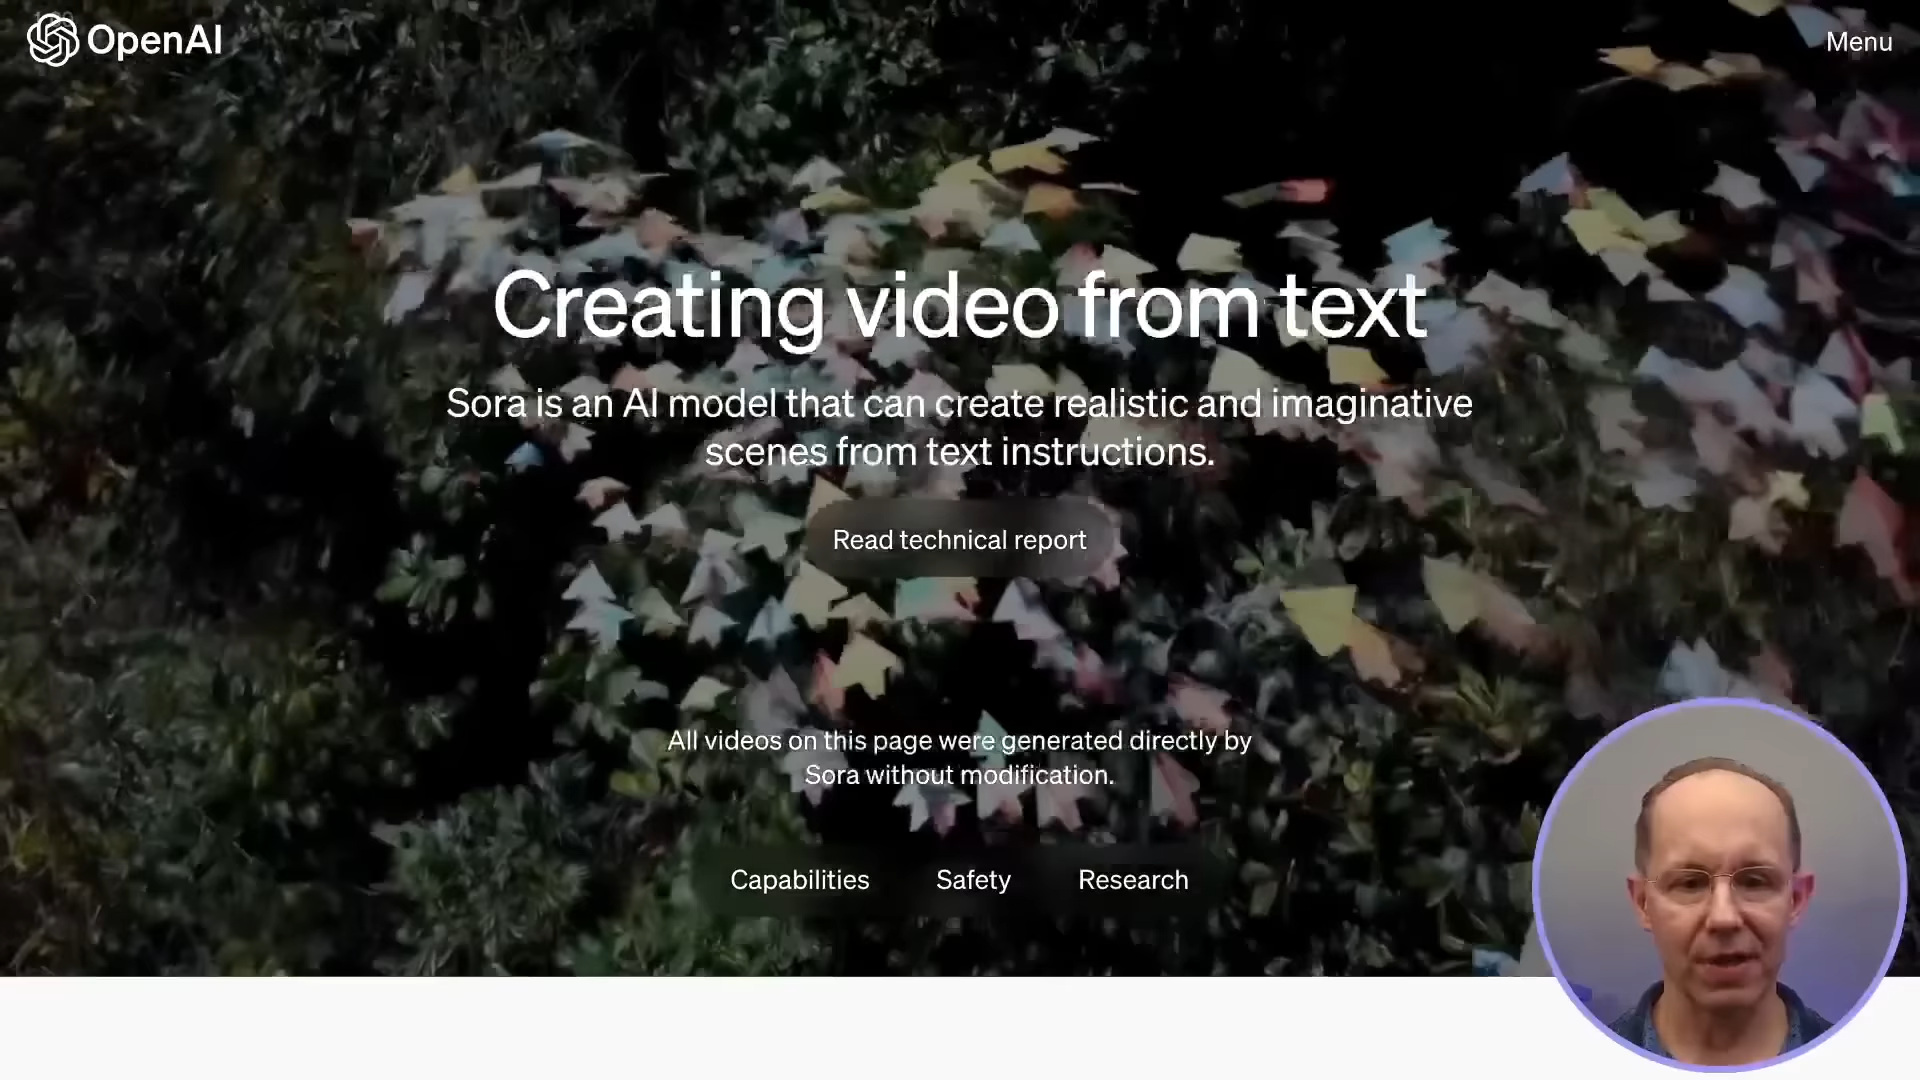 OpenAI
Menu
Creating video from text
Sora is an AI model that can create realistic and imaginative
scenes from text instructions.
Read technical report
All videos on this page were generated directly by
Sora without modification.
Capabilities
Safety
Research